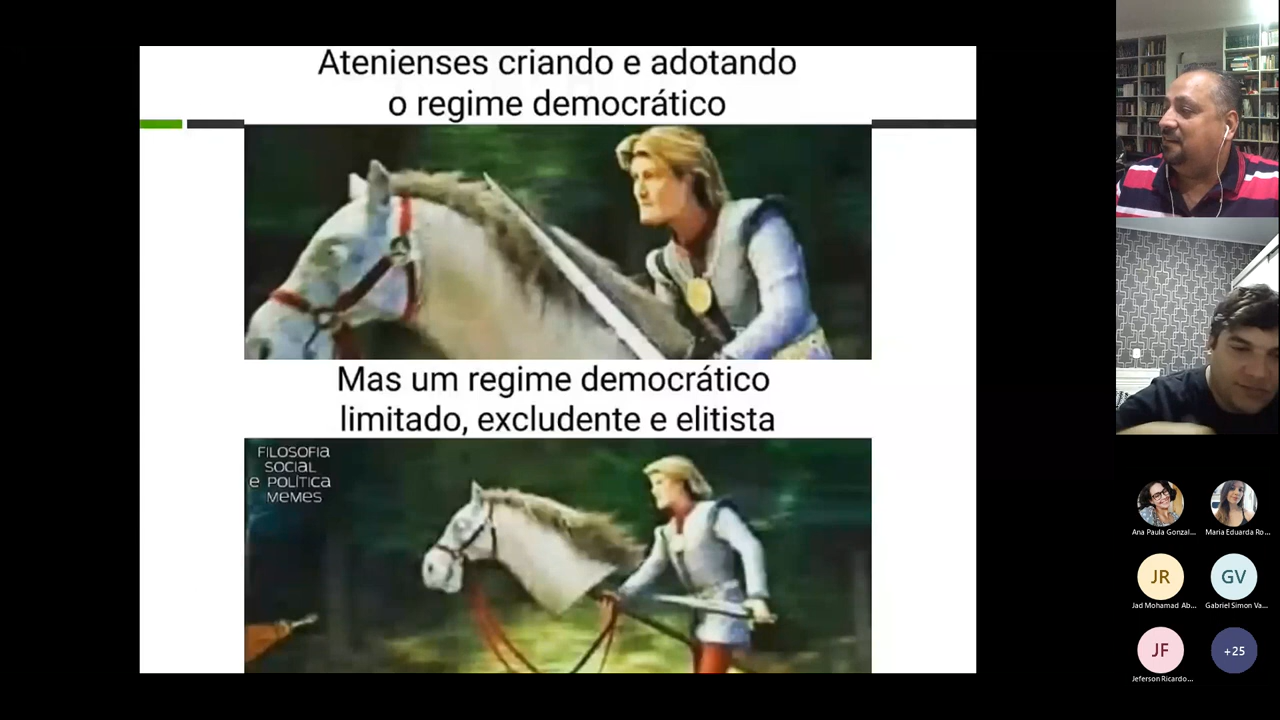 Atenienses criando e adotando
o regime democrático
Mas um regime democrático
limitado, excludente e elitista
FILOSOFIA
SOCIAL
e POLÍTICA
MEMES
Ana Paula Gonzal...
Maria Eduarda Ro...
JR
GV
Jad Mohamad Ab...
Gabriel Simon Va...
JF
+25
Jeferson Ricardo...